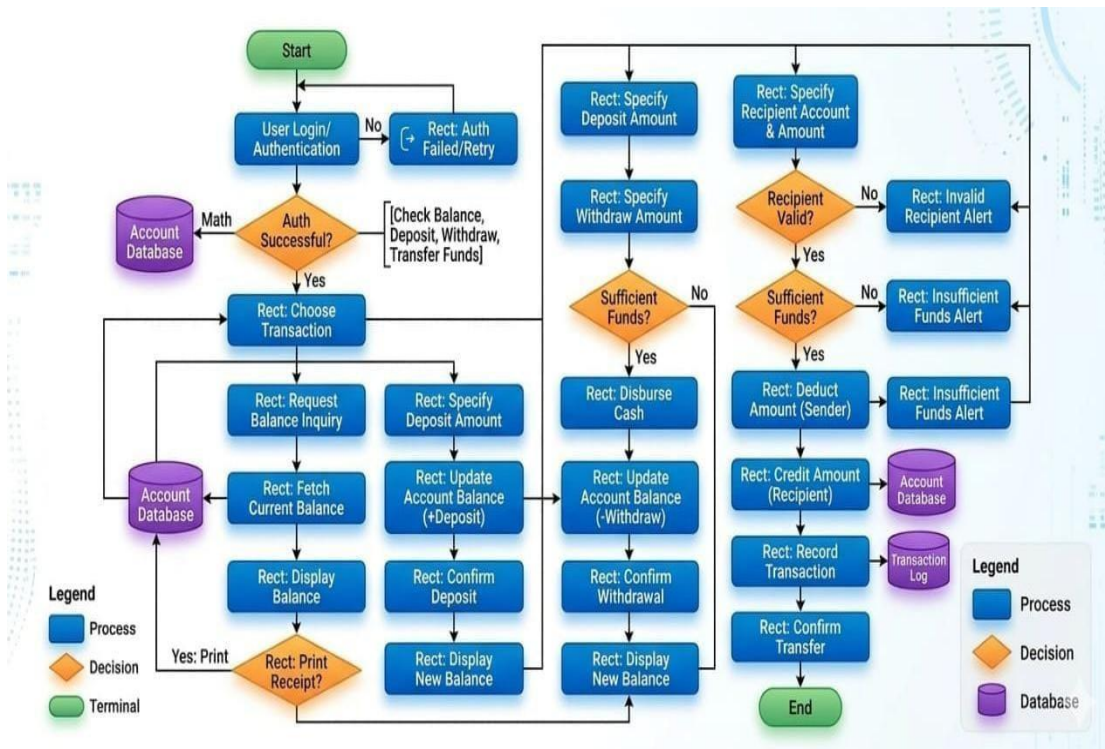 Start
User Login/
Authentication
No
Rect: Auth
Failed/Retry
Account
Database
Math
Auth
Successful?
[Check Balance,
Deposit, Withdraw,
Transfer Funds]
Yes
Rect: Choose
Transaction
Rect: Request
Balance Inquiry
Rect: Specify
Deposit Amount
Account
Database
Rect: Fetch
Current Balance
Rect: Update
Account Balance
(+Deposit)
Rect: Display
Balance
Rect: Confirm
Deposit
Yes: Print
Rect: Print
Receipt?
Rect: Display
New Balance
Legend
Process
Decision
Terminal
Rect: Specify
Deposit Amount
Rect: Specify
Withdraw Amount
Sufficient
Funds?
No
Yes
Rect: Disburse
Cash
Rect: Update
Account Balance
(-Withdraw)
Rect: Confirm
Withdrawal
Rect: Display
New Balance
Rect: Specify
Recipient Account
& Amount
Recipient
Valid?
No
Rect: Invalid
Recipient Alert
Yes
Sufficient
Funds?
No
Rect: Insufficient
Funds Alert
Yes
Rect: Deduct
Amount (Sender)
Rect: Insufficient
Funds Alert
Rect: Credit Amount
(Recipient)
Account
Database
Rect: Record
Transaction
Transaction
Log
Rect: Confirm
Transfer
End
Legend
Process
Decision
Database